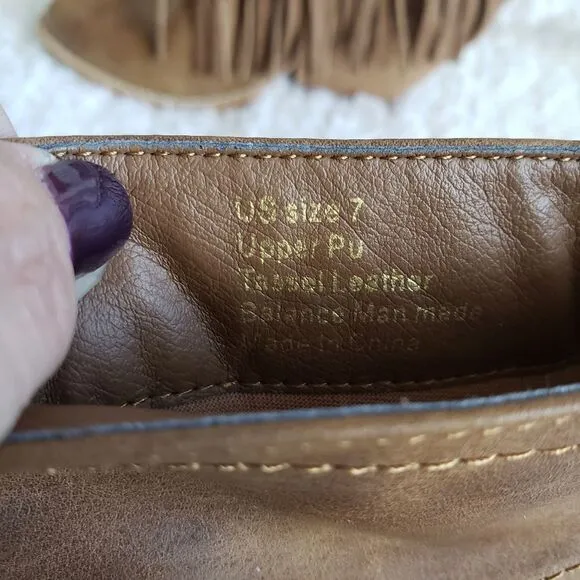 US size 7
Upper Pu
Tassel Leather
Balance Man made
Made in China